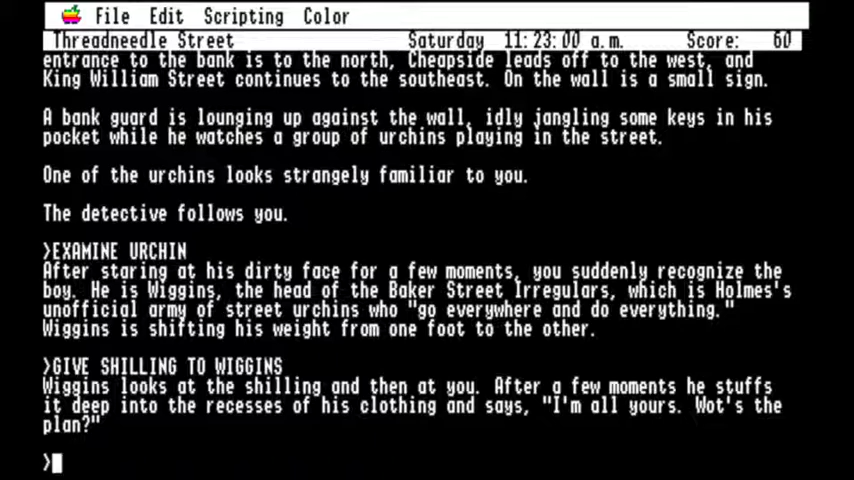 File Edit Scripting Color
Threadneedle Street Saturday 11:23:00 a.m. Score: 60
entrance to the bank is to the north, Cheapside leads off to the west, and
King William Street continues to the southeast. On the wall is a small sign.
A bank guard is lounging up against the wall, idly jangling some keys in his
pocket while he watches a group of urchins playing in the street.
One of the urchins looks strangely familiar to you.
The detective follows you.
>EXAMINE URCHIN
After staring at his dirty face for a few moments, you suddenly recognize the
boy. He is Wiggins, the head of the Baker Street Irregulars, which is Holmes's
unofficial army of street urchins who "go everywhere and do everything."
Wiggins is shifting his weight from one foot to the other.
>GIVE SHILLING TO WIGGINS
Wiggins looks at the shilling and then at you. After a few moments he stuffs
it deep into the recesses of his clothing and says, "I'm all yours. Wot's the
plan?"
>